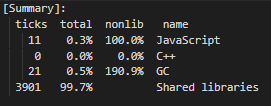 [Summary]:
ticks total nonlib name
11 0.3% 100.0% JavaScript
0 0.0% 0.0% C++
21 0.5% 190.9% GC
3901 99.7% Shared libraries